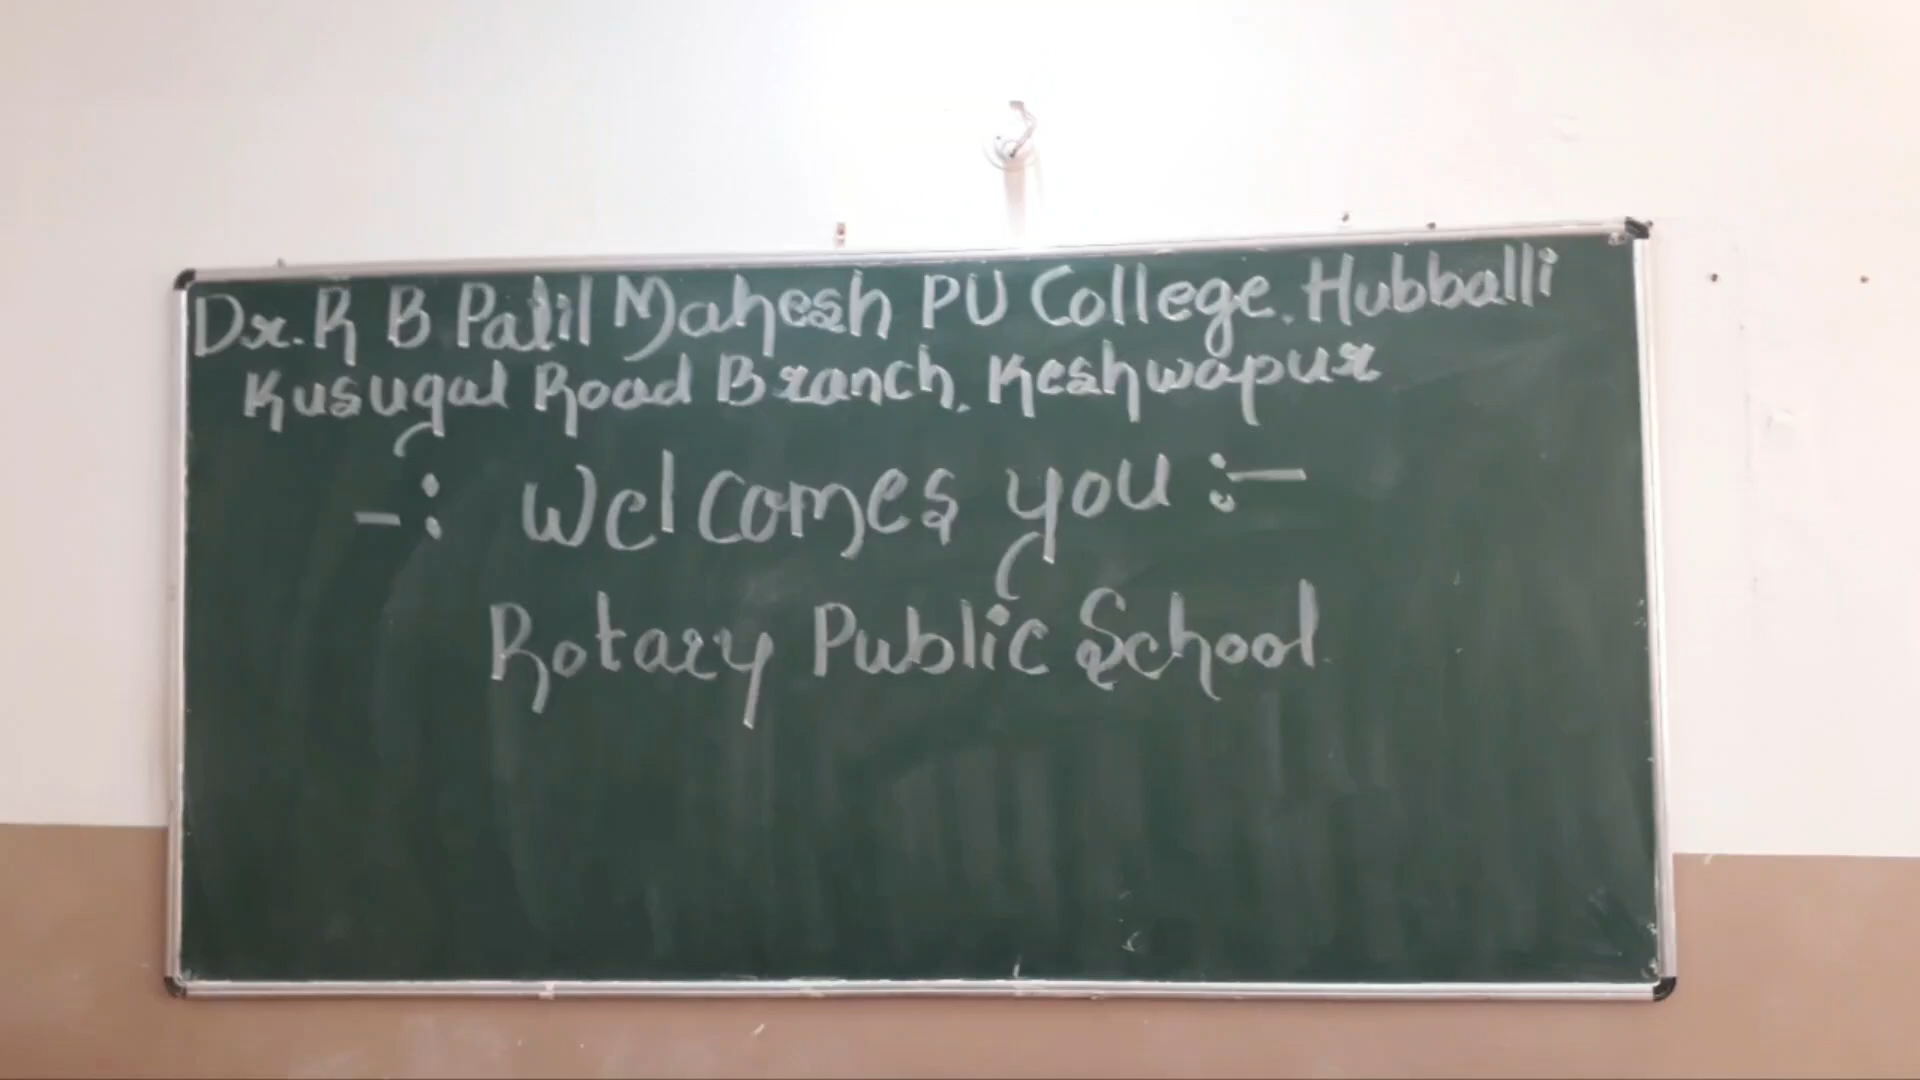 Dr. R B Patil Mahesh PU College. Hubballi
Kusugal Road Branch, Keshwapur
-: Welcomes you :-
Rotary Public School